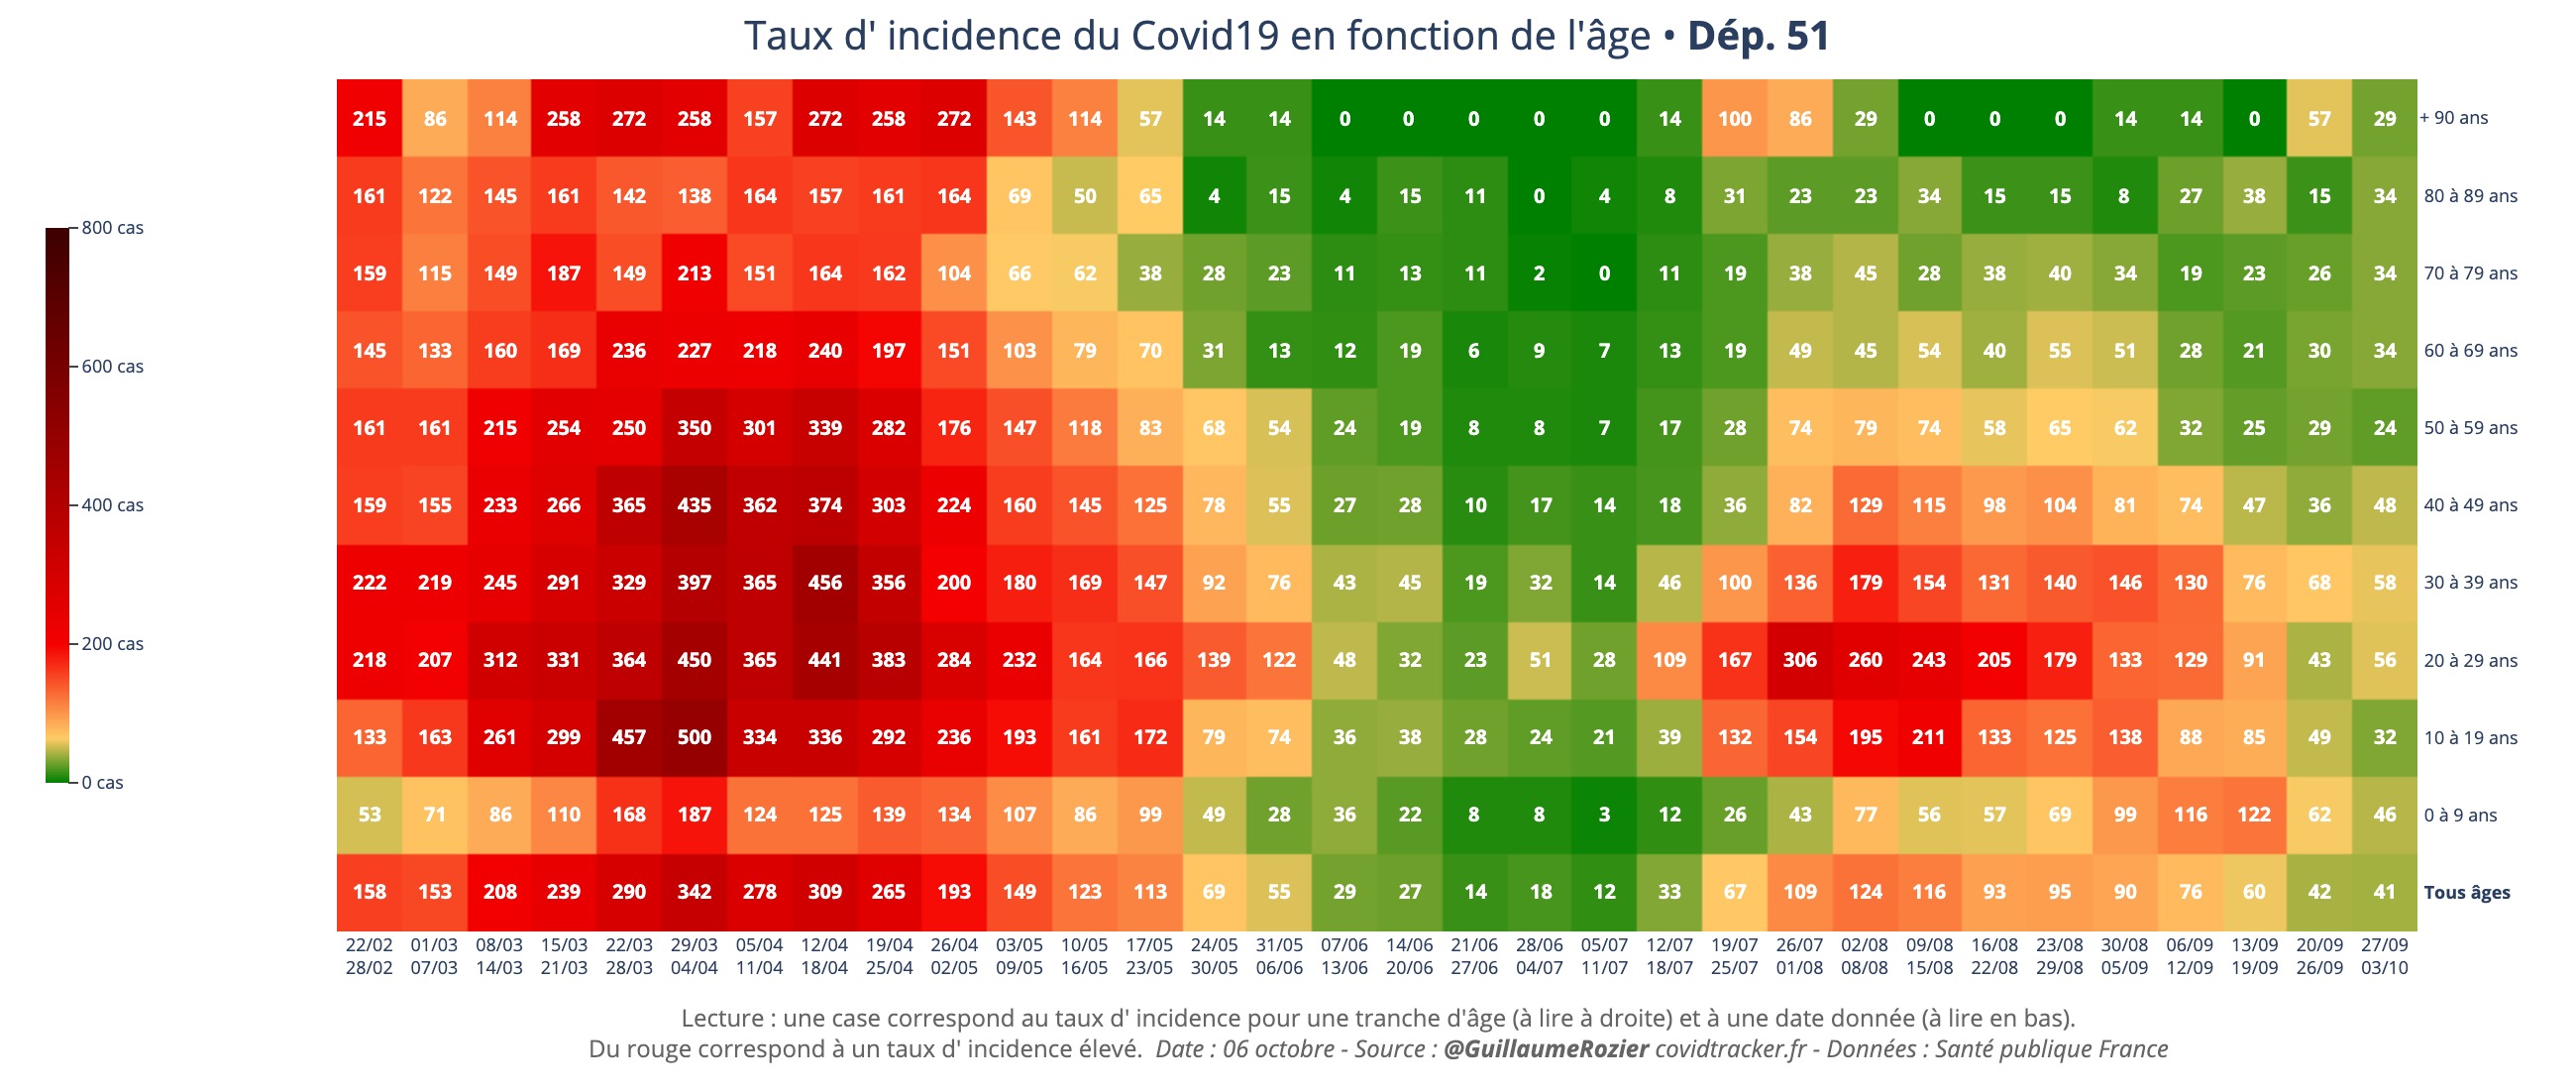 Taux d' incidence du Covid19 en fonction de l'âge • Dép. 51
800 cas
600 cas
400 cas
200 cas
0 cas
215 86 114 258 272 258 157 272 258 272 143 114 57 14 14 0 0 0 0 0 14 100 86 29 0 0 0 14 14 0 57 29 + 90 ans
161 122 145 161 142 138 164 157 161 164 69 50 65 4 15 4 15 11 0 4 8 31 23 23 34 15 15 8 27 38 15 34 80 à 89 ans
159 115 149 187 149 213 151 164 162 104 66 62 38 28 23 11 13 11 2 0 11 19 38 45 28 38 40 34 19 23 26 34 70 à 79 ans
145 133 160 169 236 227 218 240 197 151 103 79 70 31 13 12 19 6 9 7 13 19 49 45 54 40 55 51 28 21 30 34 60 à 69 ans
161 161 215 254 250 350 301 339 282 176 147 118 83 68 54 24 19 8 8 7 17 28 74 79 74 58 65 62 32 25 29 24 50 à 59 ans
159 155 233 266 365 435 362 374 303 224 160 145 125 78 55 27 28 10 17 14 18 36 82 129 115 98 104 81 74 47 36 48 40 à 49 ans
222 219 245 291 329 397 365 456 356 200 180 169 147 92 76 43 45 19 32 14 46 100 136 179 154 131 140 146 130 76 68 58 30 à 39 ans
218 207 312 331 364 450 365 441 383 284 232 164 166 139 122 48 32 23 51 28 109 167 306 260 243 205 179 133 129 91 43 56 20 à 29 ans
133 163 261 299 457 500 334 336 292 236 193 161 172 79 74 36 38 28 24 21 39 132 154 195 211 133 125 138 88 85 49 32 10 à 19 ans
53 71 86 110 168 187 124 125 139 134 107 86 99 49 28 36 22 8 8 3 12 26 43 77 56 57 69 99 116 122 62 46 0 à 9 ans
158 153 208 239 290 342 278 309 265 193 149 123 113 69 55 29 27 14 18 12 33 67 109 124 116 93 95 90 76 60 42 41 Tous âges
22/02 01/03 08/03 15/03 22/03 29/03 05/04 12/04 19/04 26/04 03/05 10/05 17/05 24/05 31/05 07/06 14/06 21/06 28/06 05/07 12/07 19/07 26/07 02/08 09/08 16/08 23/08 30/08 06/09 13/09 20/09 27/09
28/02 07/03 14/03 21/03 28/03 04/04 11/04 18/04 25/04 02/05 09/05 16/05 23/05 30/05 06/06 13/06 20/06 27/06 04/07 11/07 18/07 25/07 01/08 08/08 15/08 22/08 29/08 05/09 12/09 19/09 26/09 03/10
Lecture : une case correspond au taux d' incidence pour une tranche d'âge (à lire à droite) et à une date donnée (à lire en bas).
Du rouge correspond à un taux d' incidence élevé. Date : 06 octobre - Source : @GuillaumeRozier covidtracker.fr - Données : Santé publique France